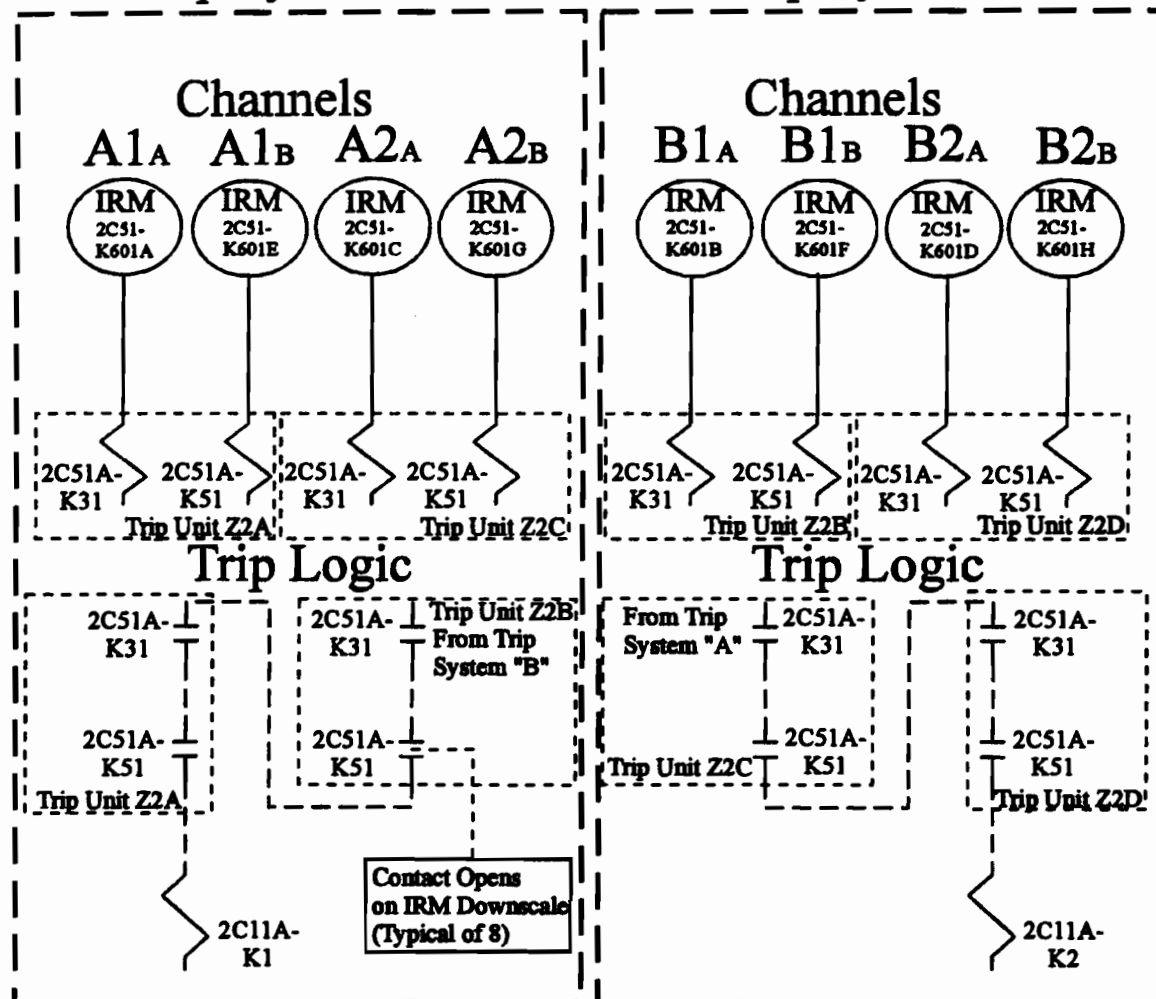 Channels
A1A A1B A2A A2B
IRM 2C51-K601A
IRM 2C51-K601E
IRM 2C51-K601C
IRM 2C51-K601G
2C51A-K31
2C51A-K51
2C51A-K31
2C51A-K51
Trip Unit Z2A
Trip Unit Z2C
Trip Logic
2C51A-K31
2C51A-K51
Trip Unit Z2A
2C51A-K31
Trip Unit Z2B
From Trip
System "B"
2C51A-K51
Contact Opens
on IRM Downscale
(Typical of 8)
2C11A-K1
Channels
B1A B1B B2A B2B
IRM 2C51-K601B
IRM 2C51-K601F
IRM 2C51-K601D
IRM 2C51-K601H
2C51A-K31
2C51A-K51
2C51A-K31
2C51A-K51
Trip Unit Z2B
Trip Unit Z2D
Trip Logic
From Trip
System "A"
2C51A-K31
2C51A-K51
Trip Unit Z2C
2C51A-K31
2C51A-K51
Trip Unit Z2D
2C11A-K2